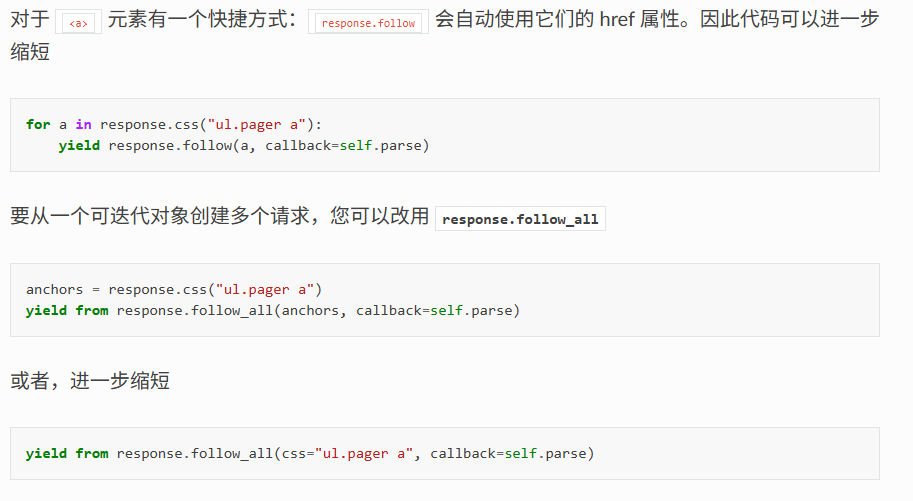 对于 <a> 元素有一个快捷方式： response.follow 会自动使用它们的 href 属性。因此代码可以进一步
缩短
for a in response.css("ul.pager a"):
    yield response.follow(a, callback=self.parse)
要从一个可迭代对象创建多个请求，您可以改用 response.follow_all
anchors = response.css("ul.pager a")
yield from response.follow_all(anchors, callback=self.parse)
或者，进一步缩短
yield from response.follow_all(css="ul.pager a", callback=self.parse)